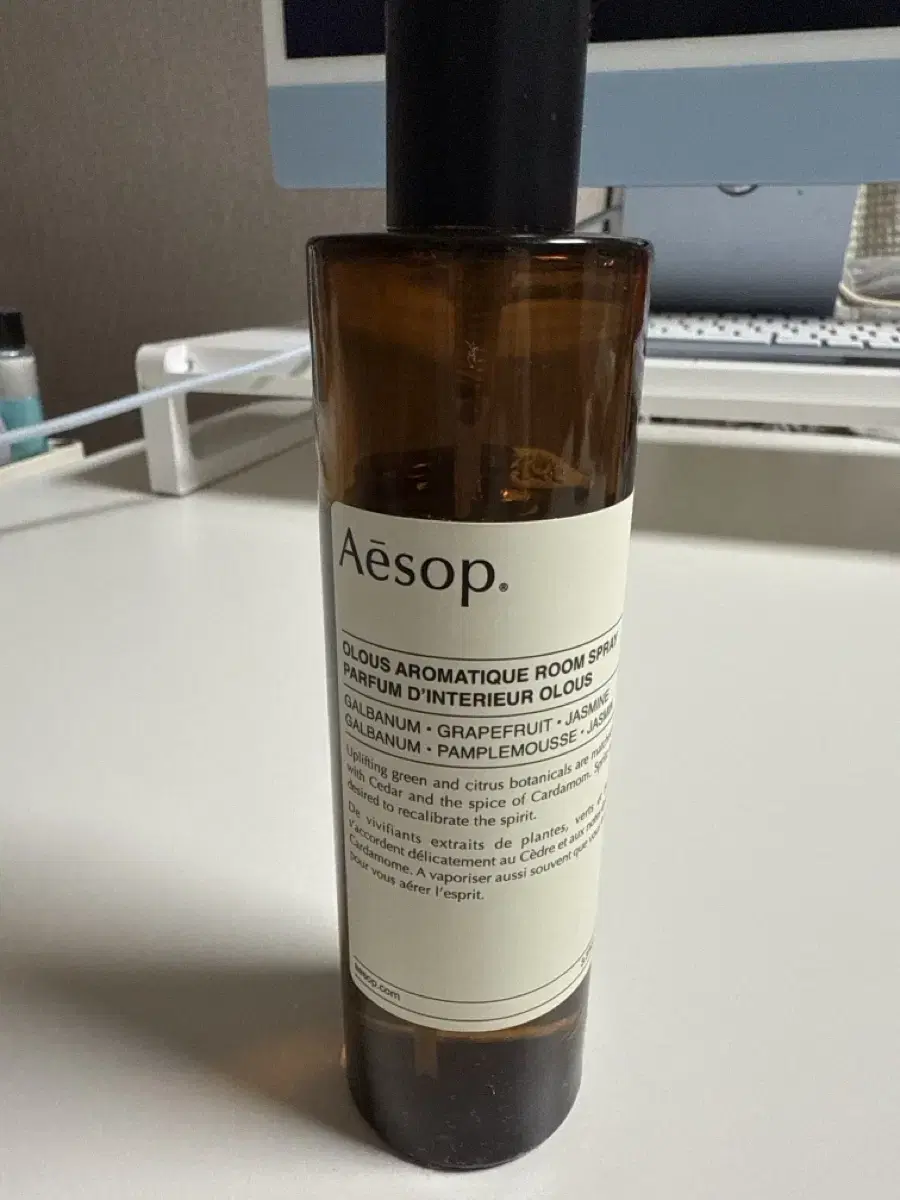 Aēsop.®
OLOUS AROMATIQUE ROOM SPRAY
PARFUM D'INTERIEUR OLOUS
GALBANUM • GRAPEFRUIT • JASMINE
GALBANUM • PAMPLEMOUSSE •
Uplifting green and citrus botanicals are
with Cedar and the spice of Cardamom.
desired to recalibrate the spirit.
De vivifiants extraits de plantes, verts
s'accordent délicatement au Cèdre et aux
Cardamome. A vaporiser aussi souvent que
pour vous aérer l'esprit.
aesop.com